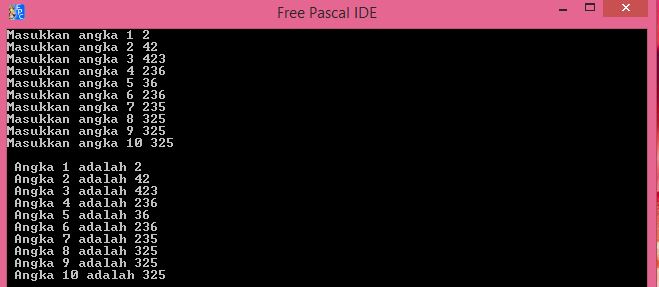 Free Pascal IDE
Masukkan angka 1 2
Masukkan angka 2 42
Masukkan angka 3 423
Masukkan angka 4 236
Masukkan angka 5 36
Masukkan angka 6 236
Masukkan angka 7 235
Masukkan angka 8 325
Masukkan angka 9 325
Masukkan angka 10 325
Angka 1 adalah 2
Angka 2 adalah 42
Angka 3 adalah 423
Angka 4 adalah 236
Angka 5 adalah 36
Angka 6 adalah 236
Angka 7 adalah 235
Angka 8 adalah 325
Angka 9 adalah 325
Angka 10 adalah 325